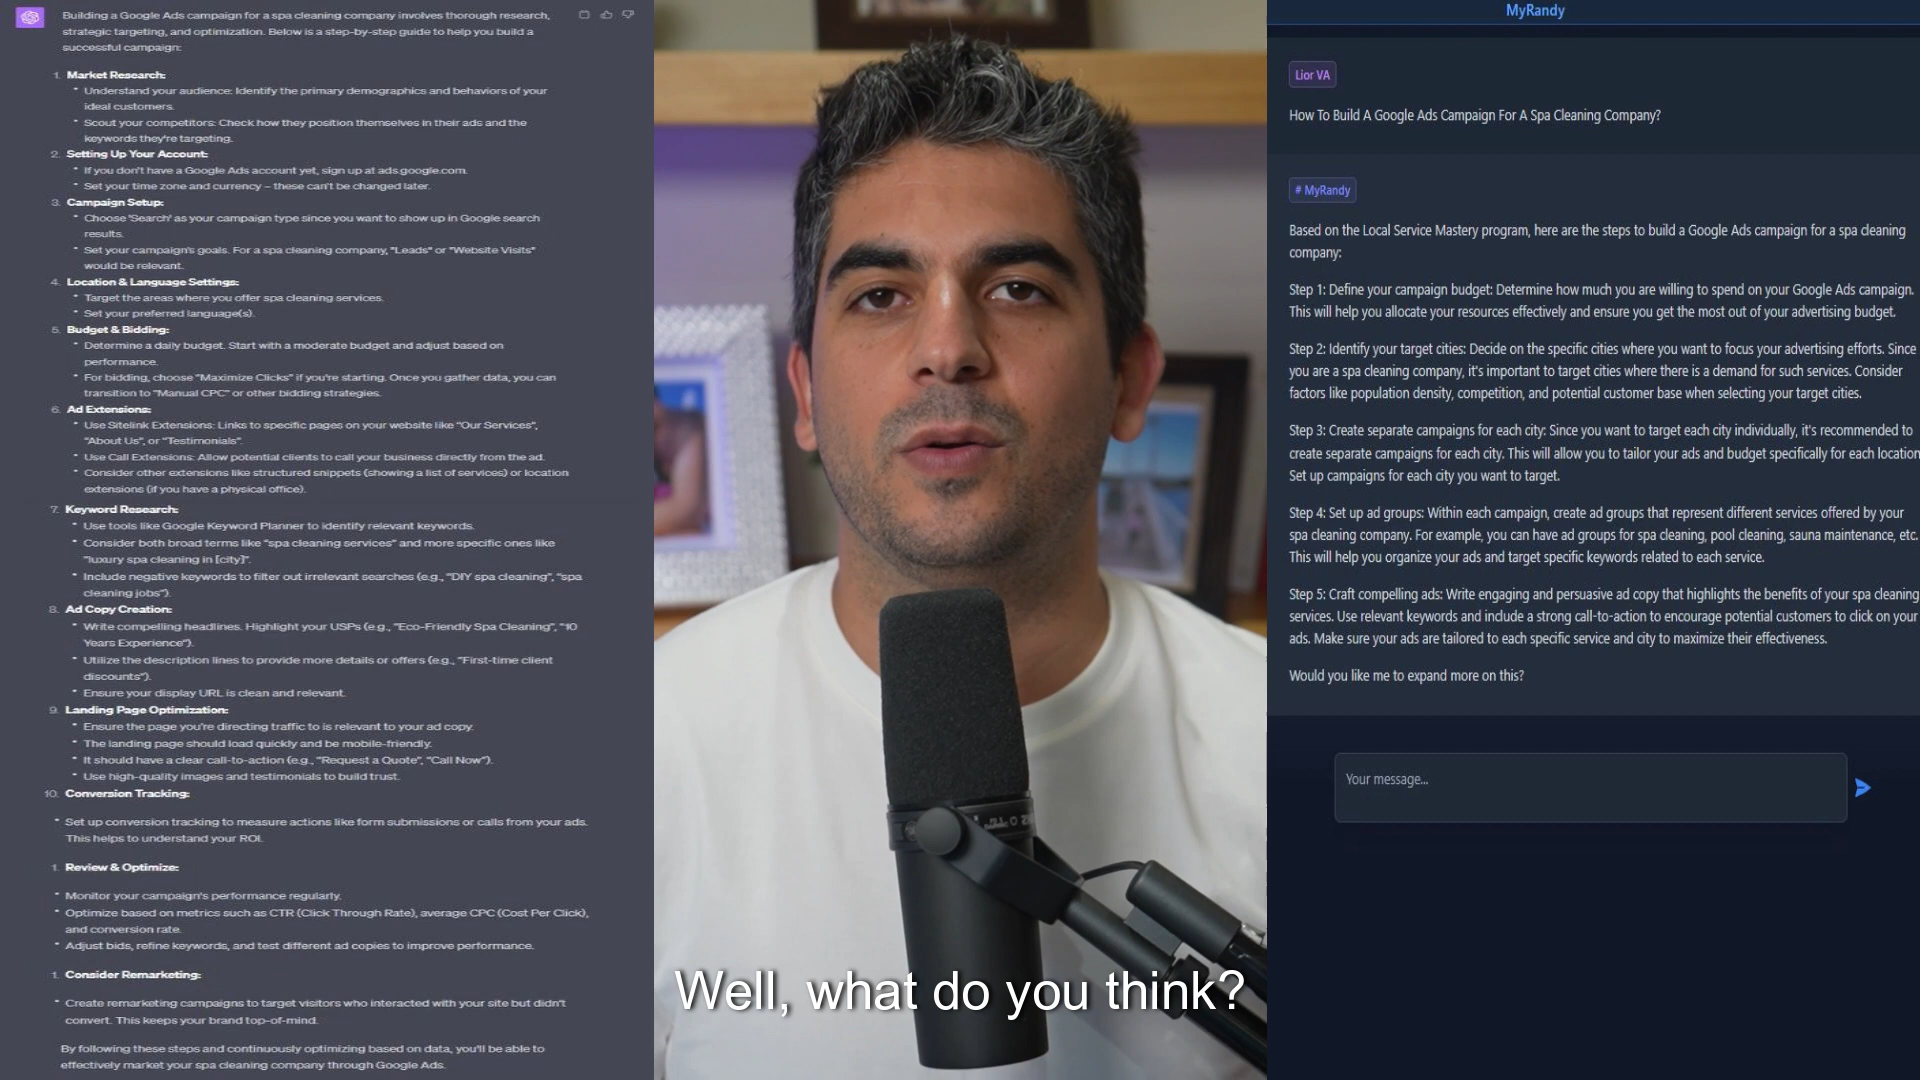 Building a Google Ads campaign for a spa cleaning company involves thorough research,
strategic targeting, and optimization. Below is a step-by-step guide to help you build a
successful campaign:
1. Market Research:
• Understand your audience: Identify the primary demographics and behaviors of your
ideal customers.
• Scout your competitors: Check how they position themselves in their ads and the
keywords they're targeting.
2. Setting Up Your Account:
• If you don't have a Google Ads account yet, sign up at ads.google.com.
• Set your time zone and currency – these can't be changed later.
3. Campaign Setup:
• Choose 'Search' as your campaign type since you want to show up in Google search
results.
• Set your campaign's goals. For a spa cleaning company, "Leads" or "Website Visits"
would be relevant.
4. Location & Language Settings:
• Target the areas where you offer spa cleaning services.
• Set your preferred language(s).
5. Budget & Bidding:
• Determine a daily budget. Start with a moderate budget and adjust based on
performance.
• For bidding, choose "Maximize Clicks" if you're starting. Once you gather data, you can
transition to "Manual CPC" or other bidding strategies.
6. Ad Extensions:
• Use Sitelink Extensions: Links to specific pages on your website like "Our Services",
"About Us", or "Testimonials".
• Use Call Extensions: Allow potential clients to call your business directly from the ad.
• Consider other extensions like structured snippets (showing a list of services) or location
extensions (if you have a physical office).
7. Keyword Research:
• Use tools like Google Keyword Planner to identify relevant keywords.
• Consider both broad terms like "spa cleaning services" and more specific ones like
"luxury spa cleaning in [city]".
• Include negative keywords to filter out irrelevant searches (e.g., "DIY spa cleaning", "spa
cleaning jobs").
8. Ad Copy Creation:
• Write compelling headlines. Highlight your USPs (e.g., "Eco-Friendly Spa Cleaning", "10
Years Experience").
• Utilize the description lines to provide more details or offers (e.g., "First-time client
discounts").
• Ensure your display URL is clean and relevant.
9. Landing Page Optimization:
• Ensure the page you're directing traffic to is relevant to your ad copy.
• The landing page should load quickly and be mobile-friendly.
• It should have a clear call-to-action (e.g., "Request a Quote", "Call Now").
• Use high-quality images and testimonials to build trust.
10. Conversion Tracking:
• Set up conversion tracking to measure actions like form submissions or calls from your ads.
This helps to understand your ROI.
1. Review & Optimize:
• Monitor your campaign's performance regularly.
• Optimize based on metrics such as CTR (Click Through Rate), average CPC (Cost Per Click),
and conversion rate.
• Adjust bids, refine keywords, and test different ad copies to improve performance.
1. Consider Remarketing:
• Create remarketing campaigns to target visitors who interacted with your site but didn't
convert. This keeps your brand top-of-mind.
By following these steps and continuously optimizing based on data, you'll be able to
effectively market your spa cleaning company through Google Ads.
Well, what do you think?
MyRandy
Lior VA
How To Build A Google Ads Campaign For A Spa Cleaning Company?
# MyRandy
Based on the Local Service Mastery program, here are the steps to build a Google Ads campaign for a spa cleaning
company:
Step 1: Define your campaign budget: Determine how much you are willing to spend on your Google Ads campaign.
This will help you allocate your resources effectively and ensure you get the most out of your advertising budget.
Step 2: Identify your target cities: Decide on the specific cities where you want to focus your advertising efforts. Since
you are a spa cleaning company, it's important to target cities where there is a demand for such services. Consider
factors like population density, competition, and potential customer base when selecting your target cities.
Step 3: Create separate campaigns for each city: Since you want to target each city individually, it's recommended to
create separate campaigns for each city. This will allow you to tailor your ads and budget specifically for each location
Set up campaigns for each city you want to target.
Step 4: Set up ad groups: Within each campaign, create ad groups that represent different services offered by your
spa cleaning company. For example, you can have ad groups for spa cleaning, pool cleaning, sauna maintenance, etc.
This will help you organize your ads and target specific keywords related to each service.
Step 5: Craft compelling ads: Write engaging and persuasive ad copy that highlights the benefits of your spa cleaning
services. Use relevant keywords and include a strong call-to-action to encourage potential customers to click on your
ads. Make sure your ads are tailored to each specific service and city to maximize their effectiveness.
Would you like me to expand more on this?
Your message...